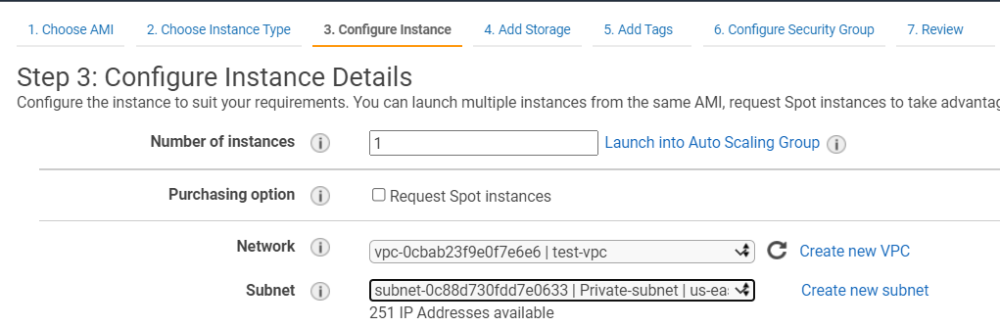 1. Choose AMI 2. Choose Instance Type 3. Configure Instance 4. Add Storage 5. Add Tags 6. Configure Security Group 7. Review
Step 3: Configure Instance Details
Configure the instance to suit your requirements. You can launch multiple instances from the same AMI, request Spot instances to take advantag
Number of instances i 1 Launch into Auto Scaling Group i
Purchasing option i Request Spot instances
Network i vpc-0cbab23f9e0f7e6e6 | test-vpc Create new VPC
Subnet i subnet-0c88d730fdd7e0633 | Private-subnet | us-ea Create new subnet
251 IP Addresses available